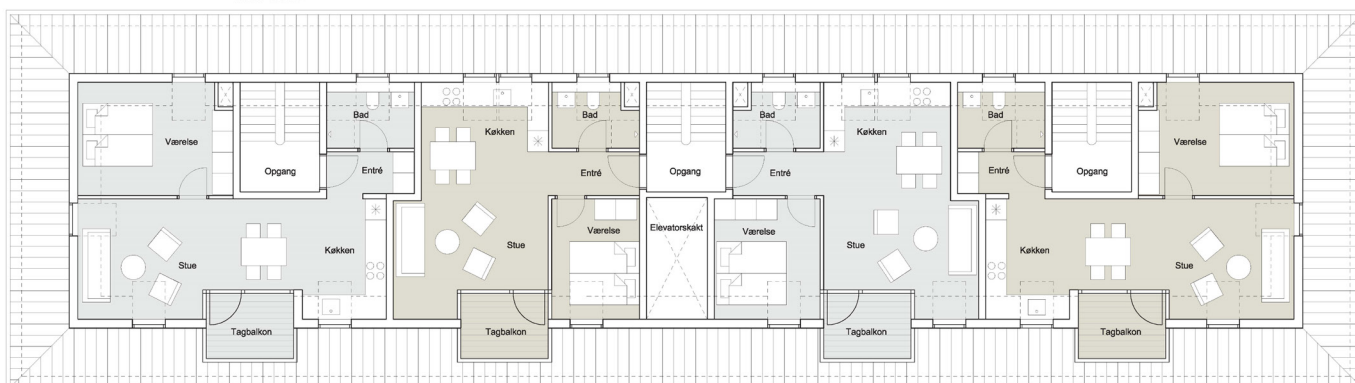 Bad
Køkken
Bad
Bad
Køkken
Bad
Værelse
Opgang
Entré
Entré
Opgang
Entré
Entré
Opgang
Værelse
Stue
Køkken
Stue
Værelse
Elevatorskakt
Værelse
Stue
Køkken
Stue
Tagbalkon
Tagbalkon
Tagbalkon
Tagbalkon